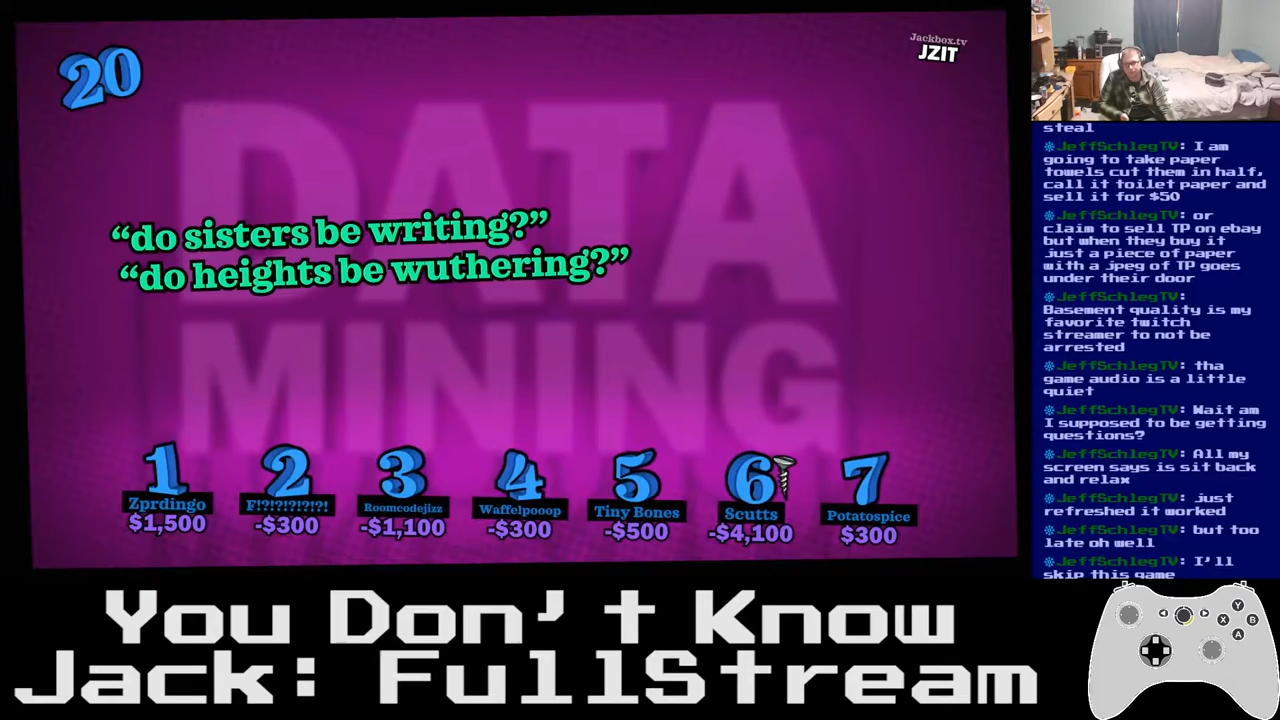 20
Jackbox.tv
JZIT
DATA
MINING
“do sisters be writing?”
“do heights be wuthering?”
1
Zprdingo
$1,500
2
F!?!?!?!?!?!
-$300
3
Roomcodejizz
-$1,100
4
Waffelpooop
-$300
5
Tiny Bones
-$500
6
Scutts
-$4,100
7
Potatospice
$300
steal
JeffSchlegTV: I am
going to take paper
towels cut them in half,
call it toilet paper and
sell it for $50
JeffSchlegTV: or
claim to sell TP on ebay
but when they buy it
just a piece of paper
with a jpeg of TP goes
under their door
JeffSchlegTV:
Basement quality is my
favorite twitch
streamer to not be
arrested
JeffSchlegTV: tha
game audio is a little
quiet
JeffSchlegTV: Wait am
I supposed to be getting
questions?
JeffSchlegTV: All my
screen says is sit back
and relax
JeffSchlegTV: just
refreshed it worked
JeffSchlegTV: but too
late oh well
JeffSchlegTV: I'll
skip this game
You Don't Know
Jack: FullStream
Y
X
B
A